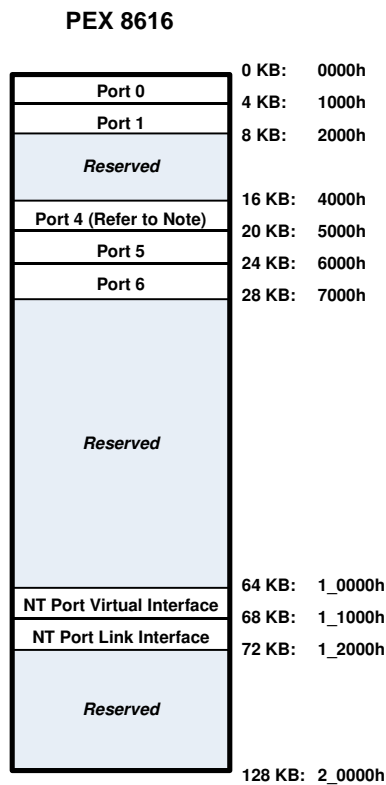 PEX 8616
0 KB: 0000h
Port 0
4 KB: 1000h
Port 1
8 KB: 2000h
Reserved
16 KB: 4000h
Port 4 (Refer to Note)
20 KB: 5000h
Port 5
24 KB: 6000h
Port 6
28 KB: 7000h
Reserved
64 KB: 1_0000h
NT Port Virtual Interface
68 KB: 1_1000h
NT Port Link Interface
72 KB: 1_2000h
Reserved
128 KB: 2_0000h